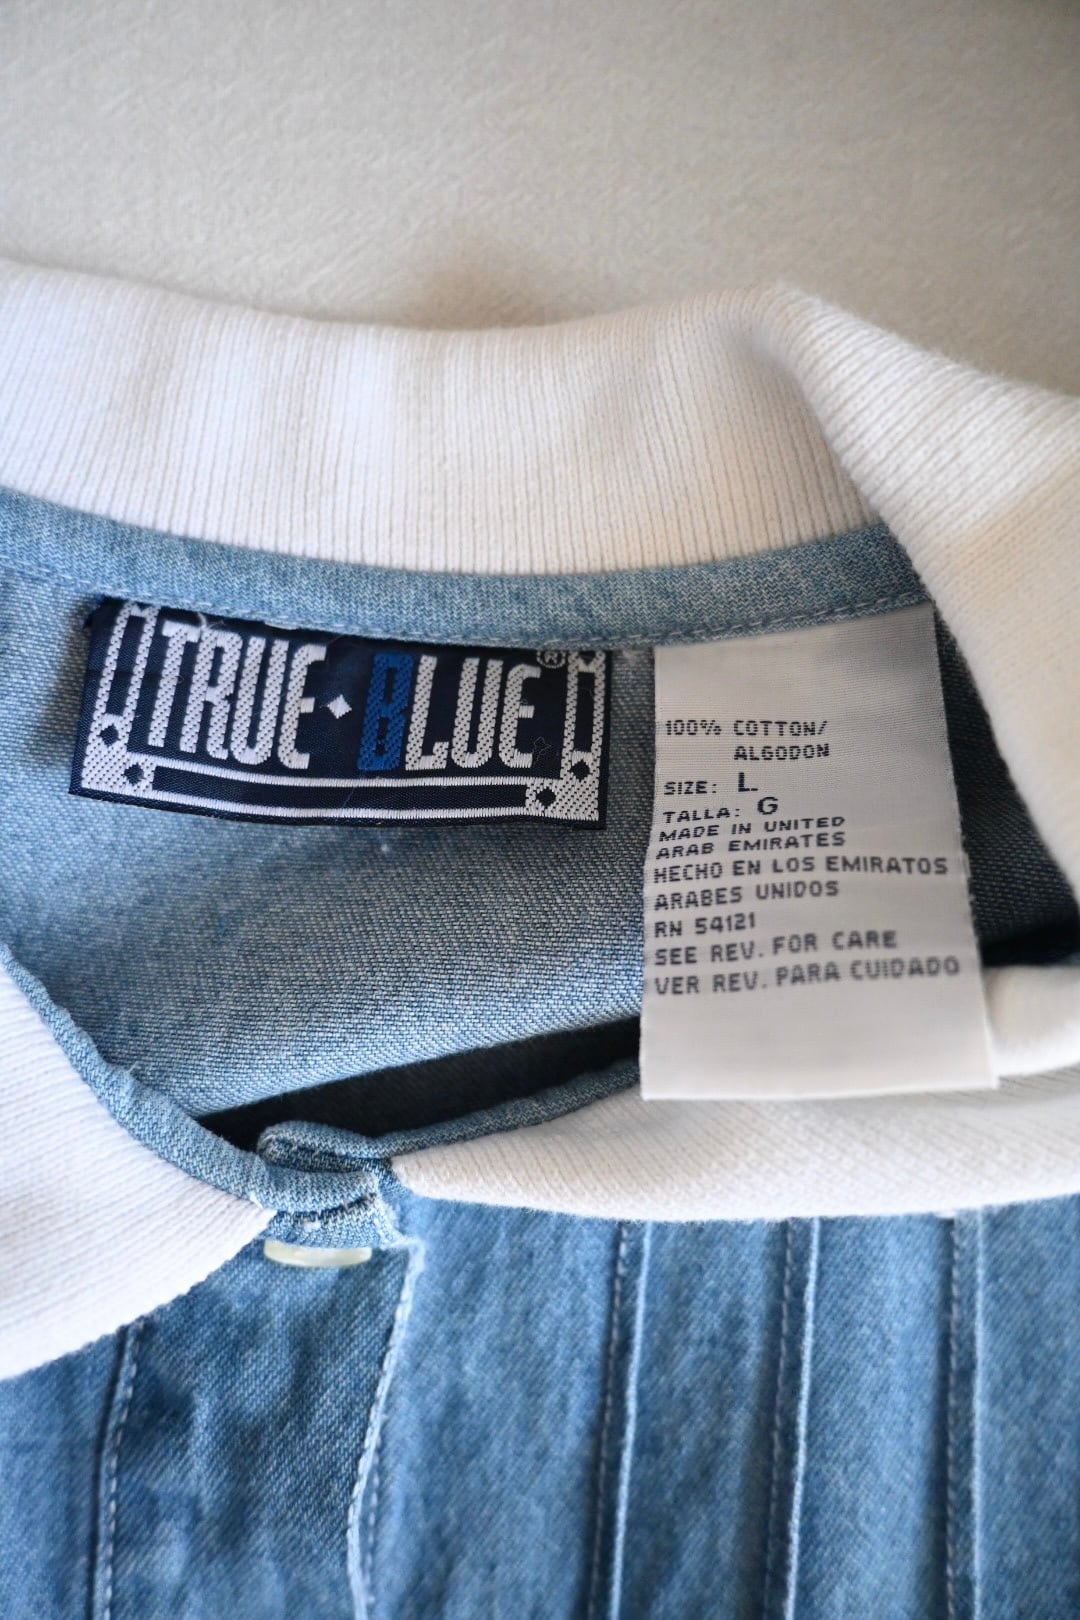 TRUE BLUE®
100% COTTON/
ALGODON
SIZE: L
TALLA: G
MADE IN UNITED
ARAB EMIRATES
HECHO EN LOS EMIRATOS
ARABES UNIDOS
RN 54121
SEE REV. FOR CARE
VER REV. PARA CUIDADO